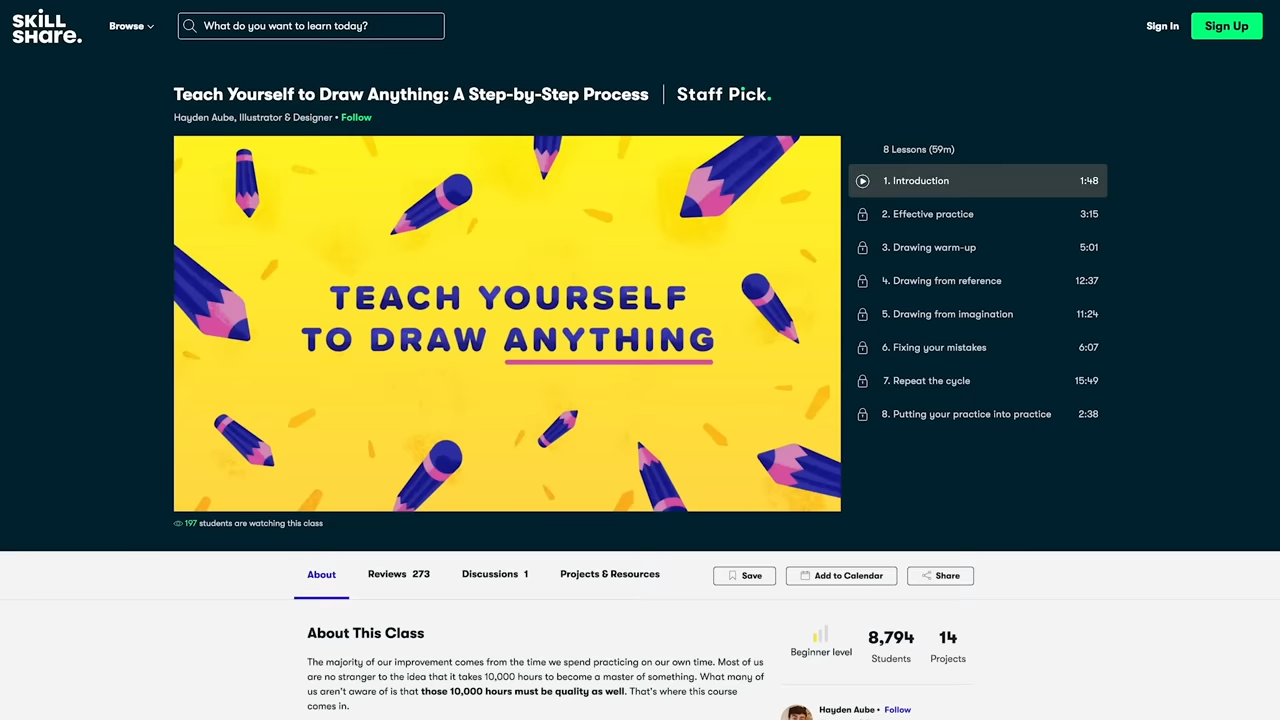 SKILL
SHARE.
Browse
What do you want to learn today?
Sign In
Sign Up
Teach Yourself to Draw Anything: A Step-by-Step Process
Staff Pick.
Hayden Aube, Illustrator & Designer • Follow
TEACH YOURSELF
TO DRAW ANYTHING
8 Lessons (59m)
1. Introduction 1:48
2. Effective practice 3:15
3. Drawing warm-up 5:01
4. Drawing from reference 12:37
5. Drawing from imagination 11:24
6. Fixing your mistakes 6:07
7. Repeat the cycle 15:49
8. Putting your practice into practice 2:38
197 students are watching this class
About
Reviews 273
Discussions 1
Projects & Resources
Save
Add to Calendar
Share
About This Class
The majority of our improvement comes from the time we spend practicing on our own time. Most of us
are no stranger to the idea that it takes 10,000 hours to become a master of something. What many of
us aren't aware of is that those 10,000 hours must be quality as well. That's where this course
comes in.
Beginner level
8,794
Students
14
Projects
Hayden Aube • Follow